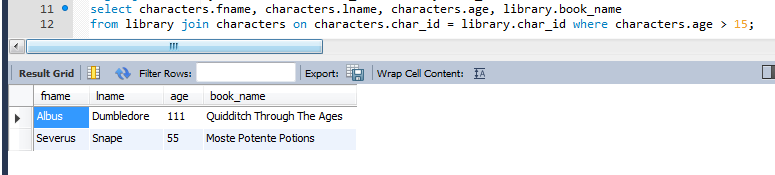 11 select characters.fname, characters.lname, characters.age, library.book_name
12 from library join characters on characters.char_id = library.char_id where characters.age > 15;
Result Grid Filter Rows: Export: Wrap Cell Content:
fname lname age book_name
Albus Dumbledore 111 Quidditch Through The Ages
Severus Snape 55 Moste Potente Potions